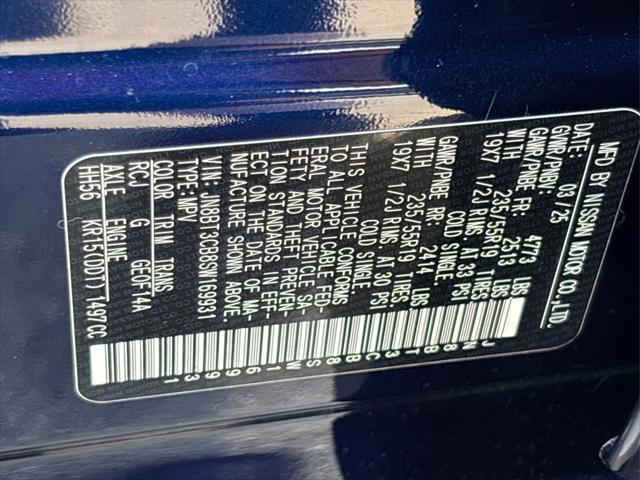 MFD BY NISSAN MOTOR CO.,LTD.
DATE: 03/25
GVWR/PNBV: 4773 LBS
GAWR/PNBE FR: 2513 LBS
WITH 235/55R19 TIRES
19X7 1/2J RIMS AT 33 PSI
COLD SINGLE
GAWR/PNBE RR: 2414 LBS
WITH 235/55R19 TIRES
19X7 1/2J RIMS AT 30 PSI
COLD SINGLE
THIS VEHICLE CONFORMS
TO ALL APPLICABLE FED-
ERAL MOTOR VEHICLE SA-
FETY AND THEFT PREVEN-
TION STANDARDS IN EFF-
ECT ON THE DATE OF MA-
NUFACTURE SHOWN ABOVE.
JN8BT3CB8SW169931
TYPE: MPV
COLOR TRIM TRANS
RCJ G GE0F14A
AXLE ENGINE
HH56 KR15(DDT) 1497CC
JN8BT3CB8SW169931